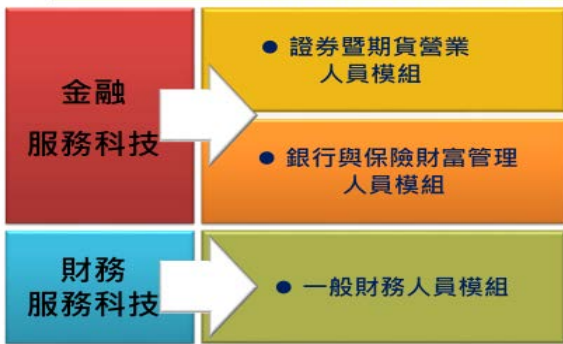 金融
服務科技
● 證券暨期貨營業
人員模組
● 銀行與保險財富管理
人員模組
財務
服務科技
● 一般財務人員模組